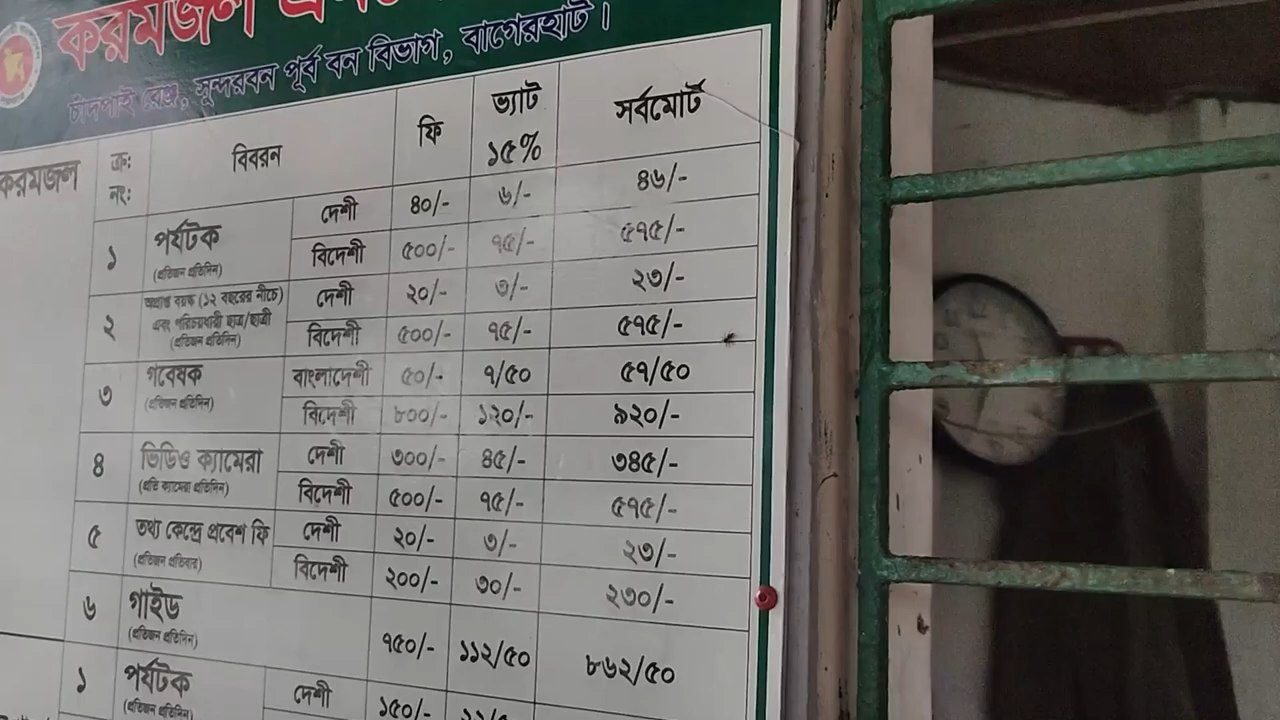 করমজল
চাঁদপাই রেঞ্জ, সুন্দরবন পূর্ব বন বিভাগ, বাগেরহাট।
করমজল ক্রঃ নংঃ বিবরন ফি ভ্যাট ১৫% সর্বমোট
১ পর্যটক (প্রতিজন প্রতিদিন) দেশী ৪০/- ৬/- ৪৬/-
বিদেশী ৫০০/- ৭৫/- ৫৭৫/-
২ অপ্রাপ্ত বয়স্ক (১২ বছরের নীচে) এবং পরিচয়ধারী ছাত্র/ছাত্রী (প্রতিজন প্রতিদিন) দেশী ২০/- ৩/- ২৩/-
বিদেশী ৫০০/- ৭৫/- ৫৭৫/-
৩ গবেষক (প্রতিজন প্রতিদিন) বাংলাদেশী ৫০/- ৭/৫০ ৫৭/৫০
বিদেশী ৮০০/- ১২০/- ৯২০/-
৪ ভিডিও ক্যামেরা (প্রতি ক্যামেরা প্রতিদিন) দেশী ৩০০/- ৪৫/- ৩৪৫/-
বিদেশী ৫০০/- ৭৫/- ৫৭৫/-
৫ তথ্য কেন্দ্রে প্রবেশ ফি (প্রতিজন প্রতিবার) দেশী ২০/- ৩/- ২৩/-
বিদেশী ২০০/- ৩০/- ২৩০/-
৬ গাইড (প্রতিজন প্রতিদিন) ৭৫০/- ১১২/৫০ ৮৬২/৫০
১ পর্যটক (প্রতিজন প্রতিদিন) দেশী ১৫০/-